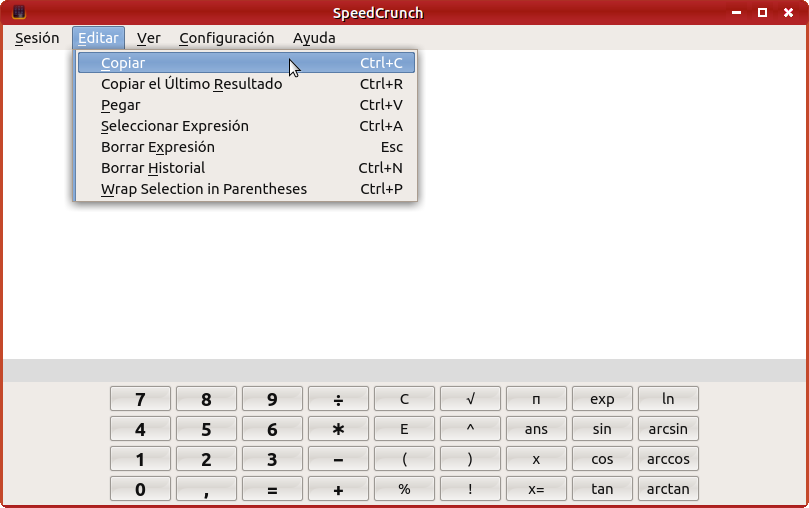 SpeedCrunch
Sesión Editar Ver Configuración Ayuda
Copiar Ctrl+C
Copiar el Último Resultado Ctrl+R
Pegar Ctrl+V
Seleccionar Expresión Ctrl+A
Borrar Expresión Esc
Borrar Historial Ctrl+N
Wrap Selection in Parentheses Ctrl+P
7 8 9 ÷ C √ π exp ln
4 5 6 * E ^ ans sin arcsin
1 2 3 − ( ) x cos arccos
0 , = + % ! x= tan arctan